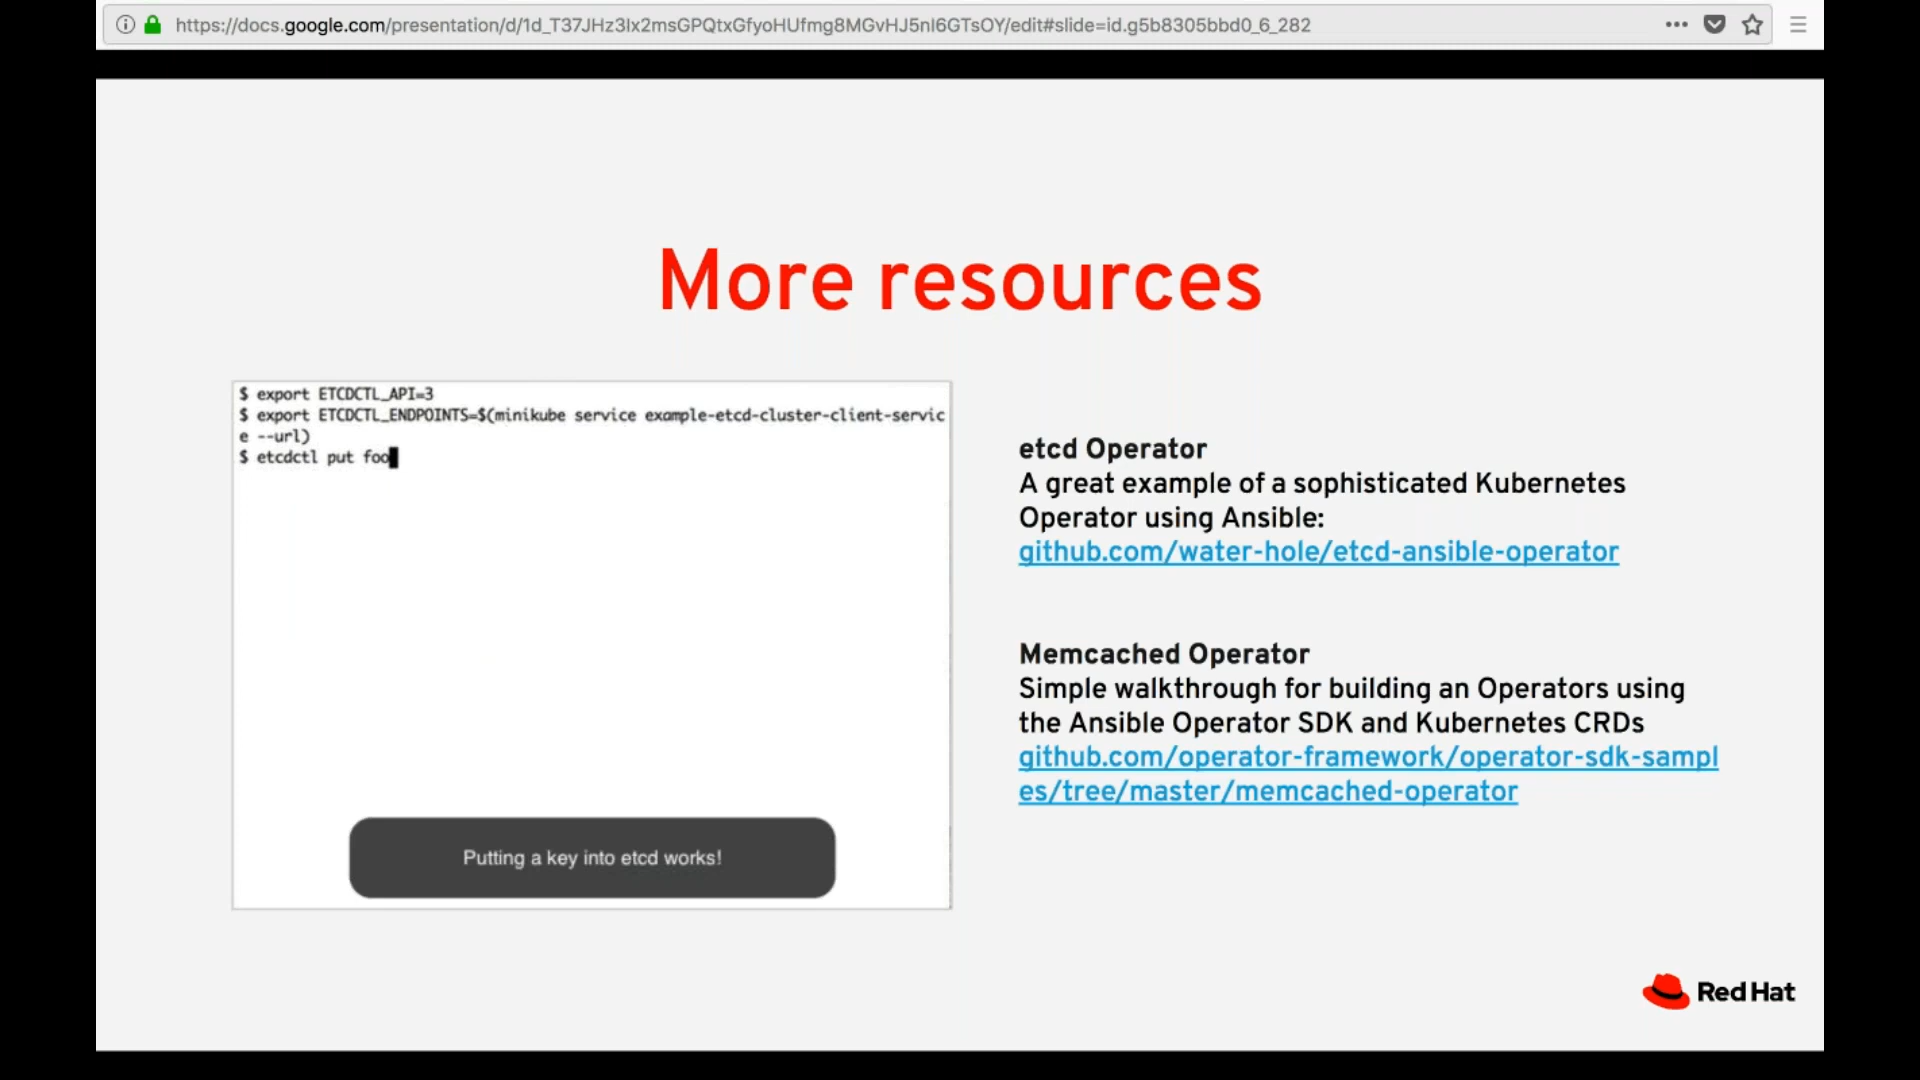 https://docs.google.com/presentation/d/1d_T37JHz3Ix2msGPQtxGfyoHUfmg8MGvHJ5nI6GTsOY/edit#slide=id.g5b8305bbd0_6_282
More resources
$ export ETCDCTL_API=3
$ export ETCDCTL_ENDPOINTS=$(minikube service example-etcd-cluster-client-servic
e --url)
$ etcdctl put foo
Putting a key into etcd works!
etcd Operator
A great example of a sophisticated Kubernetes
Operator using Ansible:
github.com/water-hole/etcd-ansible-operator
Memcached Operator
Simple walkthrough for building an Operators using
the Ansible Operator SDK and Kubernetes CRDs
github.com/operator-framework/operator-sdk-sampl
es/tree/master/memcached-operator
Red Hat